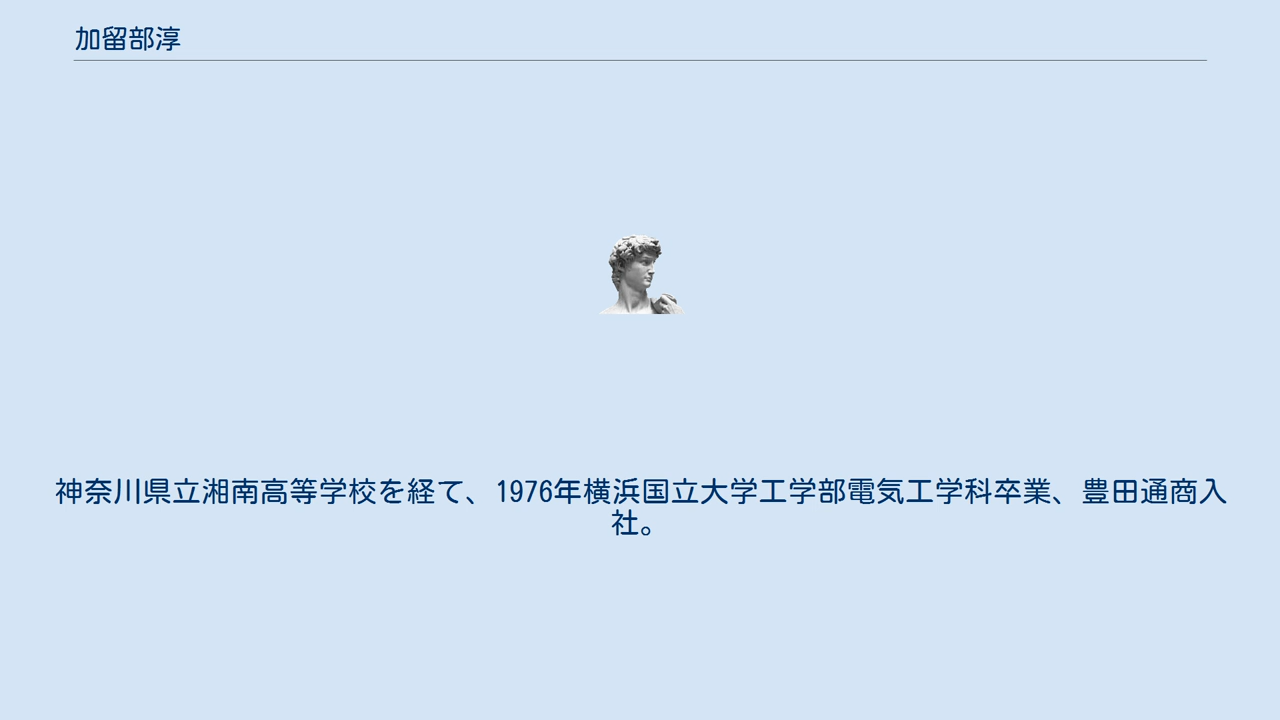 加留部淳
神奈川県立湘南高等学校を経て、1976年横浜国立大学工学部電気工学科卒業、豊田通商入
社。